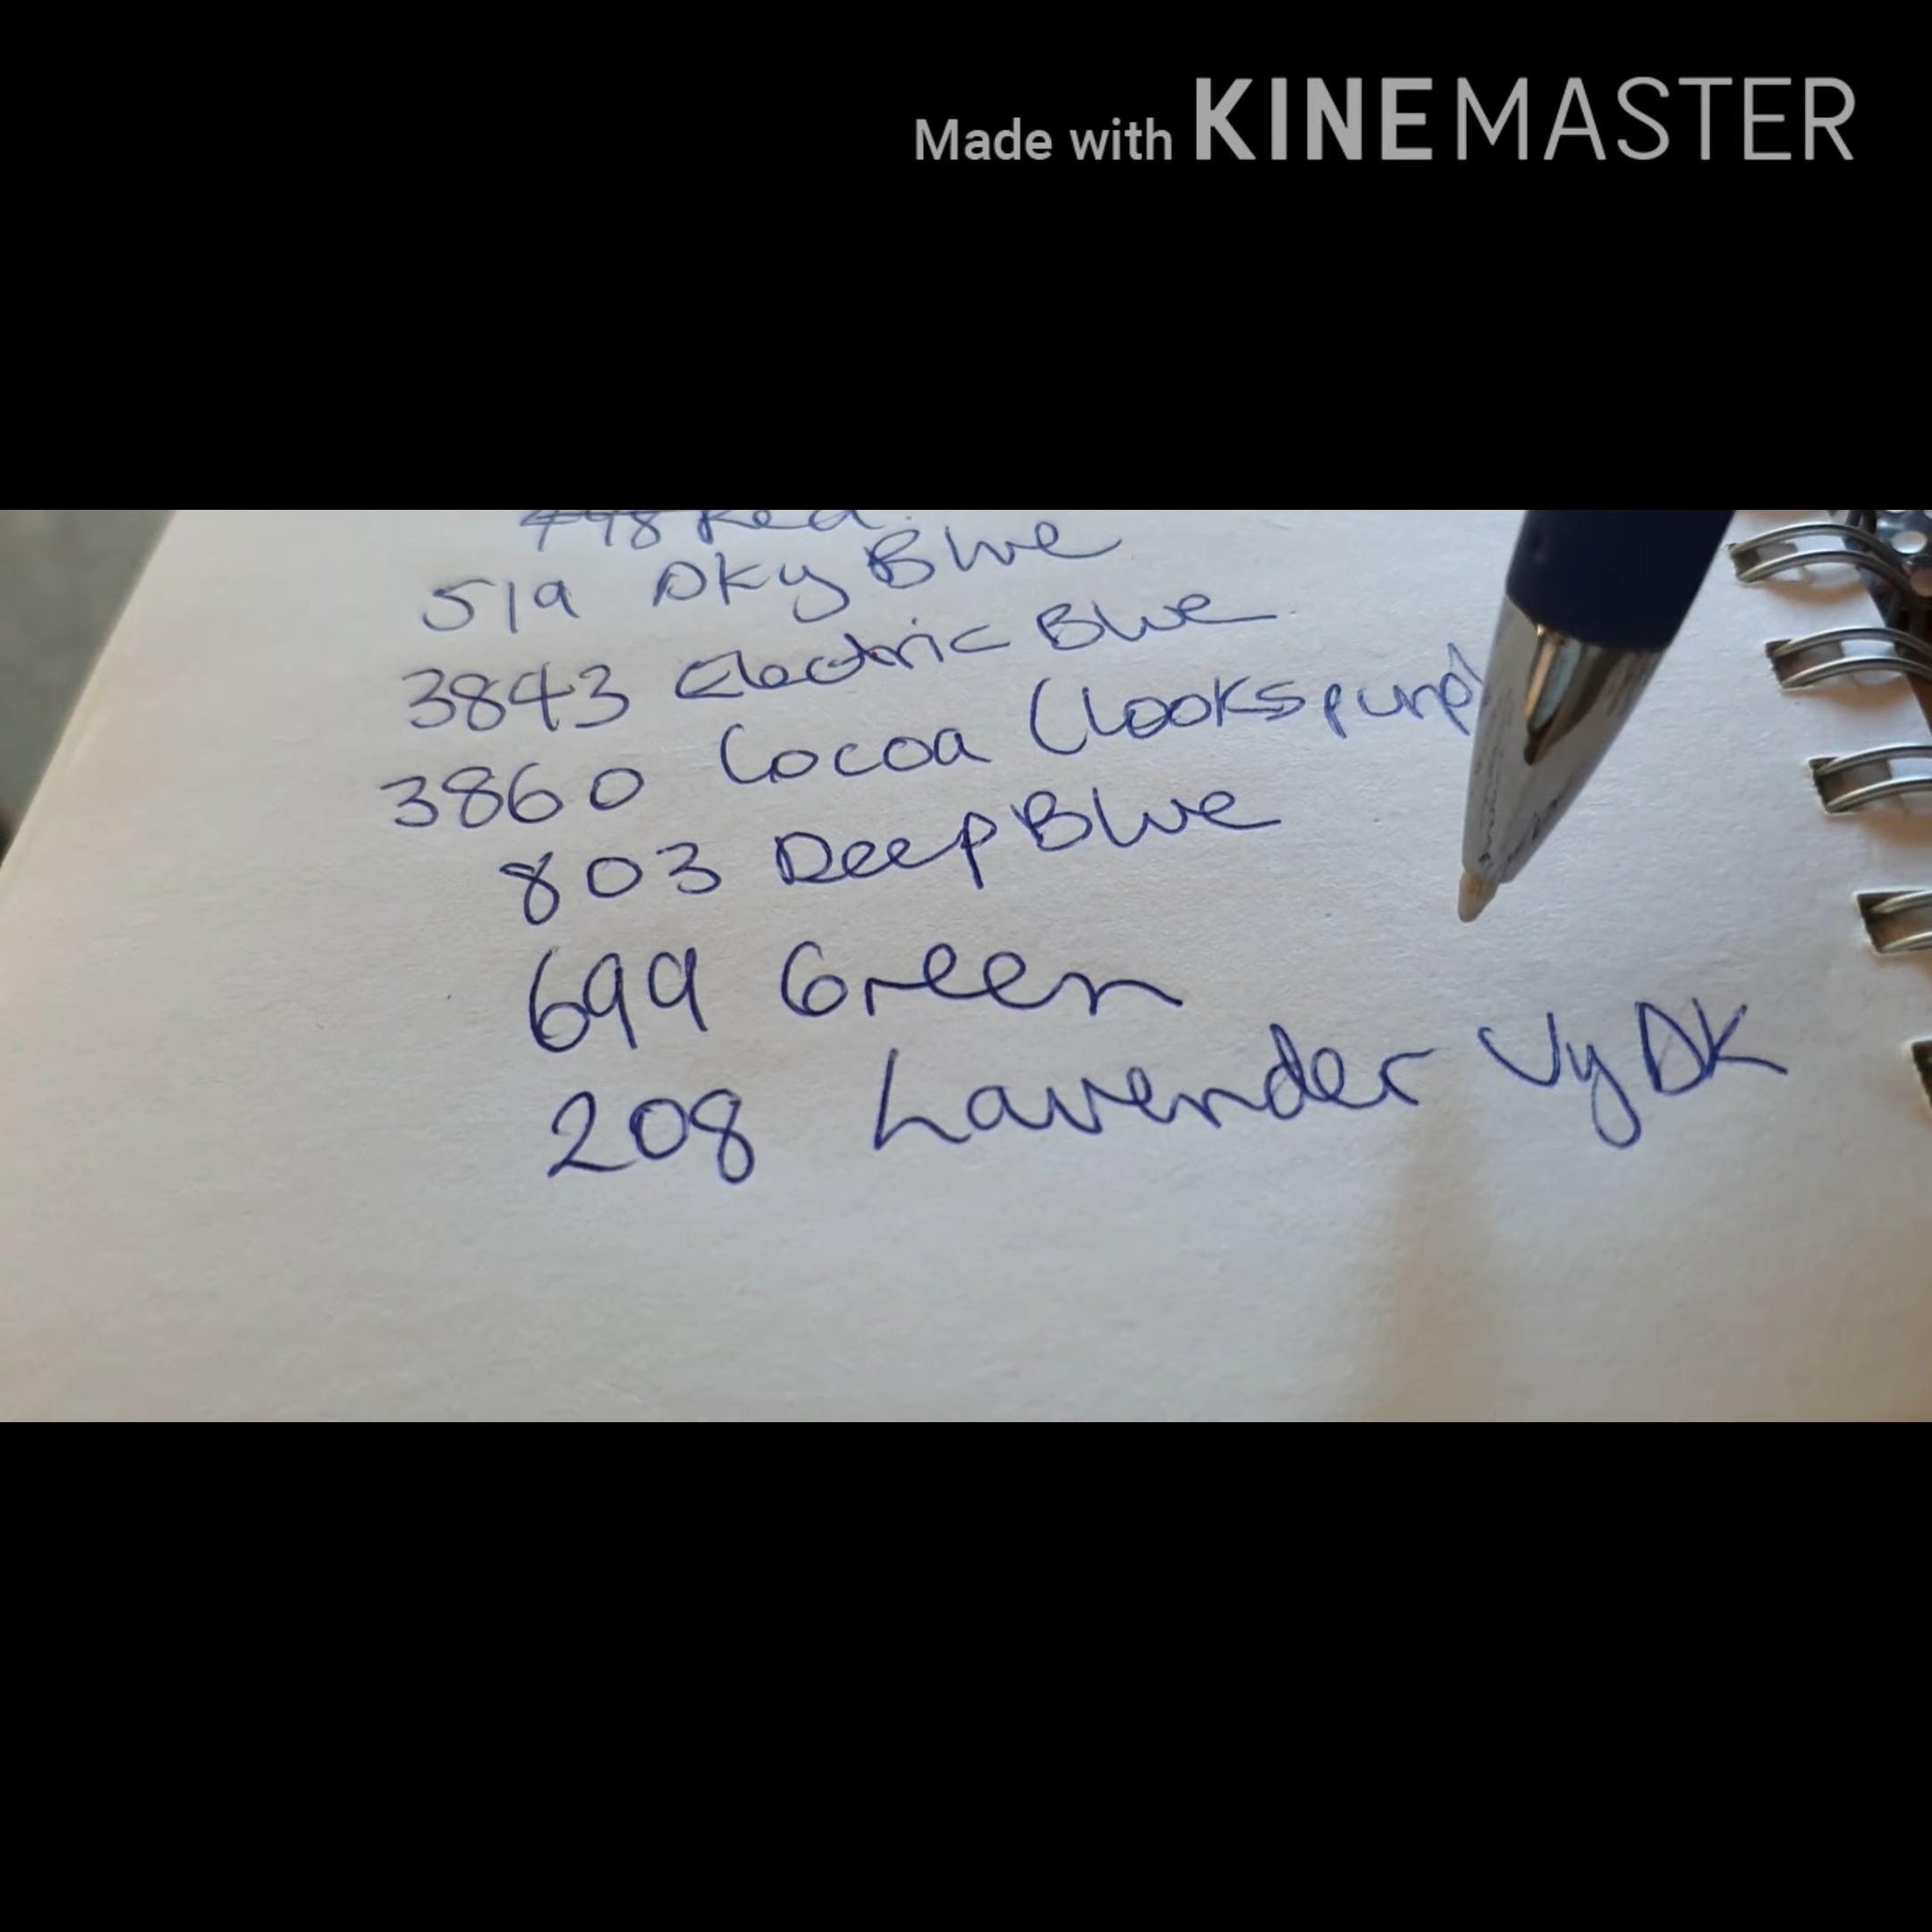 Made with KINEMASTER
519 Sky Blue
3843 Electric Blue
3860 Cocoa (looks
803 Deep Blue
699 Green
208 Lavender Vy Dk